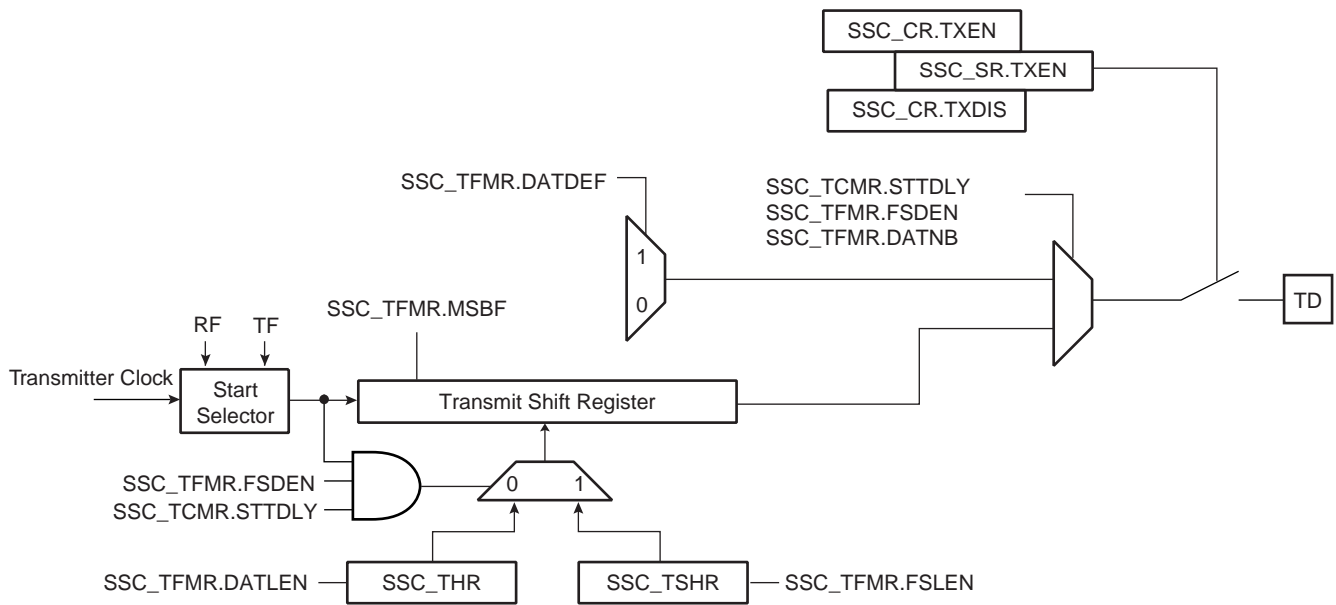 SSC_CR.TXEN
SSC_SR.TXEN
SSC_CR.TXDIS
SSC_TFMR.DATDEF
SSC_TCMR.STTDLY
SSC_TFMR.FSDEN
SSC_TFMR.DATNB
1
0
TD
SSC_TFMR.MSBF
RF
TF
Transmitter Clock
Start
Selector
Transmit Shift Register
SSC_TFMR.FSDEN
SSC_TCMR.STTDLY
0
1
SSC_TFMR.DATLEN
SSC_THR
SSC_TSHR
SSC_TFMR.FSLEN